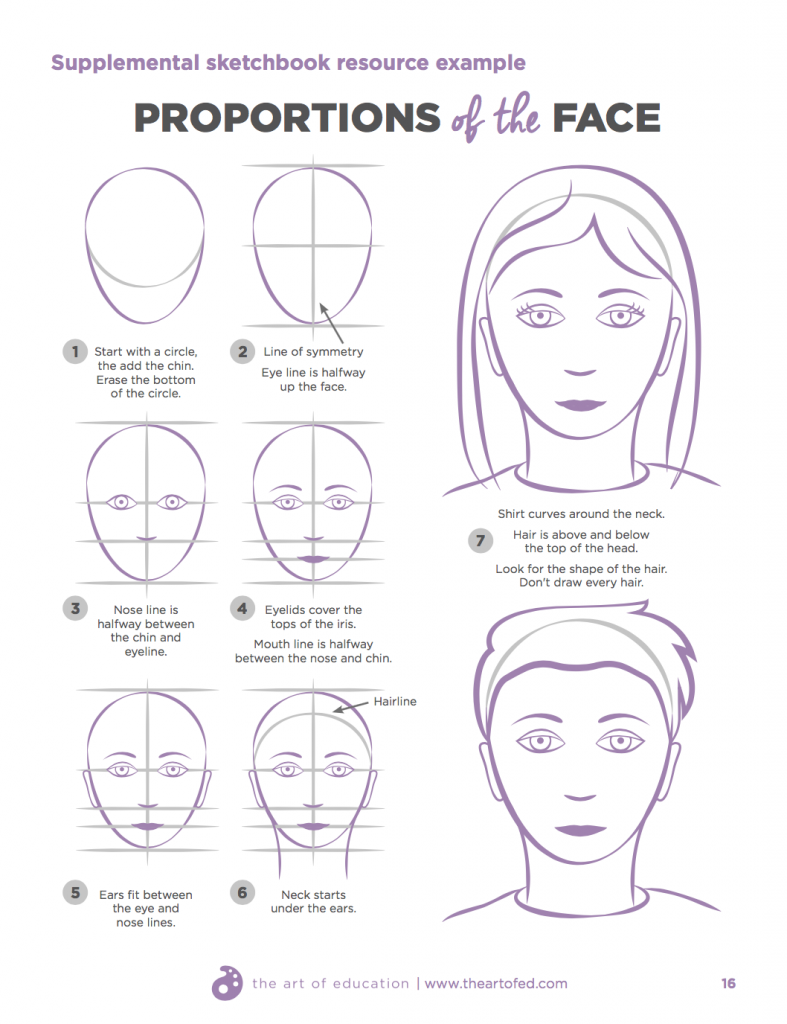 Supplemental sketchbook resource example
PROPORTIONS of the FACE
1
Start with a circle,
the add the chin.
Erase the bottom
of the circle.
2
Line of symmetry
Eye line is halfway
up the face.
3
Nose line is
halfway between
the chin and
eyeline.
4
Eyelids cover the
tops of the iris.
Mouth line is halfway
between the nose and chin.
5
Ears fit between
the eye and
nose lines.
Hairline
6
Neck starts
under the ears.
7
Shirt curves around the neck.
Hair is above and below
the top of the head.
Look for the shape of the hair.
Don't draw every hair.
the art of education | www.theartofed.com
16